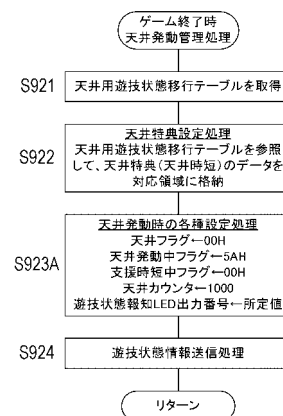 ゲーム終了時
天井発動管理処理
S921
天井用遊技状態移行テーブルを取得
S922
天井特典設定処理
天井用遊技状態移行テーブルを参照
して、天井特典(天井時短)のデータを
対応領域に格納
S923A
天井発動時の各種設定処理
天井フラグ←00H
天井発動中フラグ←5AH
支援時短中フラグ←00H
天井カウンター←1000
遊技状態報知LED出力番号←所定値
S924
遊技状態情報送信処理
リターン